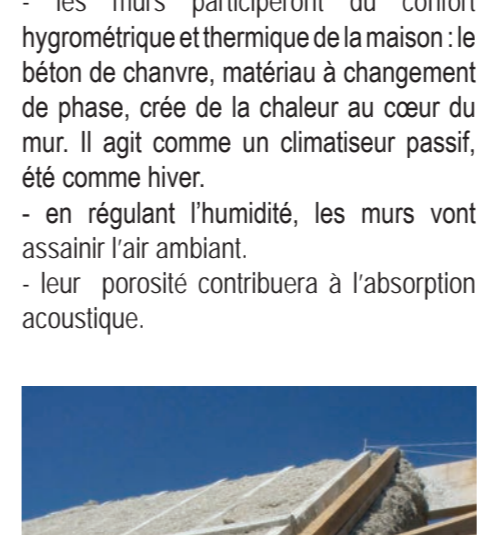 - les murs participeront du confort
hygrométrique et thermique de la maison : le
béton de chanvre, matériau à changement
de phase, crée de la chaleur au cœur du
mur. Il agit comme un climatiseur passif,
été comme hiver.
- en régulant l’humidité, les murs vont
assainir l’air ambiant.
- leur porosité contribuera à l’absorption
acoustique.